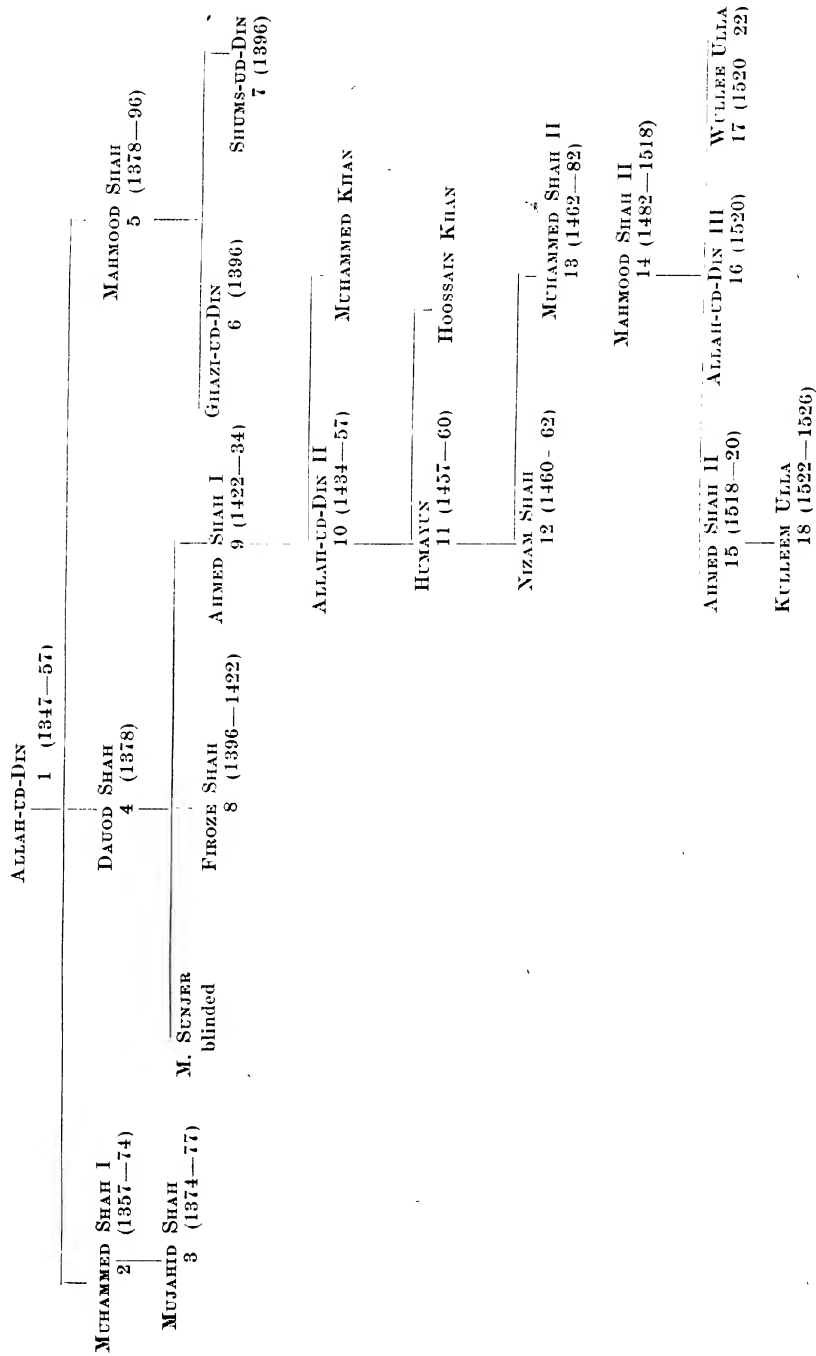 ALLAH-UD-DIN
1 (1347—57)
MUHAMMED SHAH I
2 (1357—74)
DAUOD SHAH
4 (1378)
MAHMOOD SHAH
5 (1378—96)
MUJAHID SHAH
3 (1374—77)
M. SUNJER
blinded
FIROZE SHAH
8 (1396—1422)
AHMED SHAH I
9 (1422—34)
GHAZI-UD-DIN
6 (1396)
SHUMS-UD-DIN
7 (1396)
ALLAH-UD-DIN II
10 (1434—57)
MUHAMMED KHAN
HUMAYUN
11 (1457—60)
HOOSSAIN KHAN
NIZAM SHAH
12 (1460- 62)
MUHAMMED SHAH II
13 (1462—82)
MAHMOOD SHAH II
14 (1482—1518)
AHMED SHAH II
15 (1518—20)
ALLAH-UD-DIN III
16 (1520)
WULLEE ULLA
17 (1520 22)
KULLEEM ULLA
18 (1522—1526)